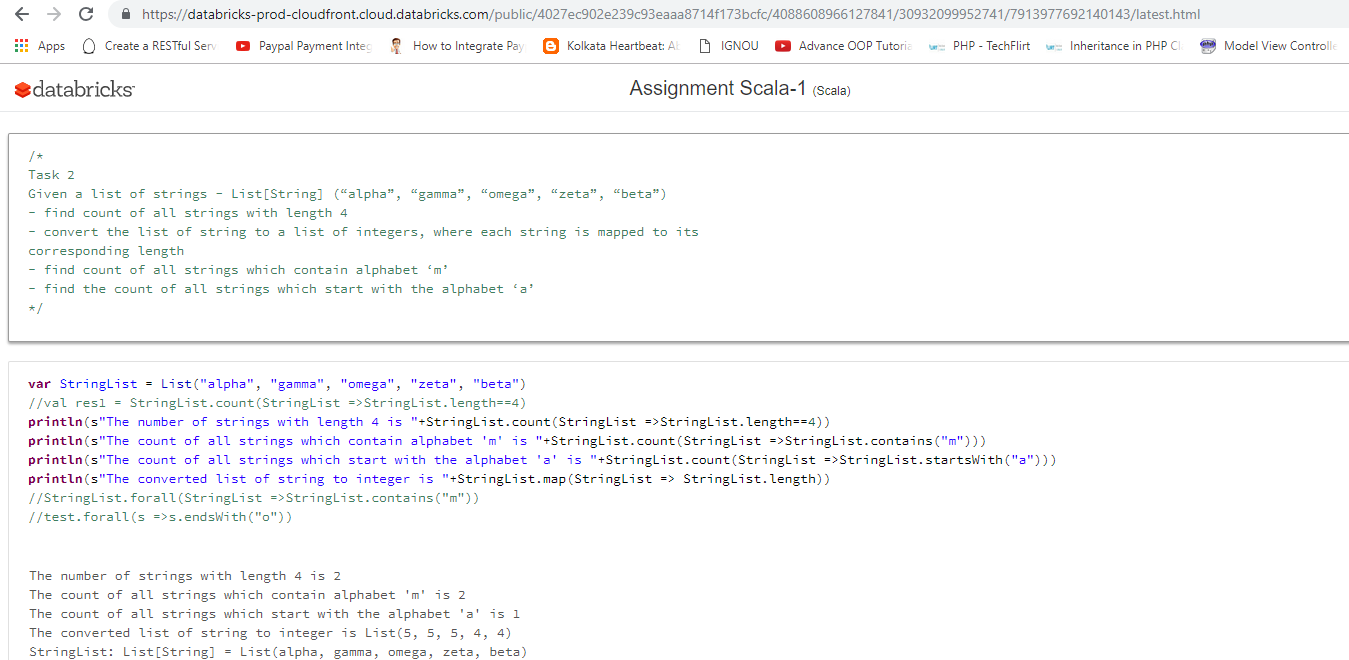 https://databricks-prod-cloudfront.cloud.databricks.com/public/4027ec902e239c93eaaa8714f173bcfc/4088608966127841/30932099952741/7913977692140143/latest.html
Apps Create a RESTful Serv Paypal Payment Integ How to Integrate Pay Kolkata Heartbeat: Al IGNOU Advance OOP Tutoria PHP - TechFlirt Inheritance in PHP Cl Model View Controlle
databricks Assignment Scala-1 (Scala)
/*
Task 2
Given a list of strings - List[String] (“alpha”, “gamma”, “omega”, “zeta”, “beta”)
- find count of all strings with length 4
- convert the list of string to a list of integers, where each string is mapped to its
corresponding length
- find count of all strings which contain alphabet ‘m’
- find the count of all strings which start with the alphabet ‘a’
*/
var StringList = List("alpha", "gamma", "omega", "zeta", "beta")
//val res1 = StringList.count(StringList =>StringList.length==4)
println(s"The number of strings with length 4 is "+StringList.count(StringList =>StringList.length==4))
println(s"The count of all strings which contain alphabet 'm' is "+StringList.count(StringList =>StringList.contains("m")))
println(s"The count of all strings which start with the alphabet 'a' is "+StringList.count(StringList =>StringList.startsWith("a")))
println(s"The converted list of string to integer is "+StringList.map(StringList => StringList.length))
//StringList.forall(StringList =>StringList.contains("m"))
//test.forall(s =>s.endsWith("o"))
The number of strings with length 4 is 2
The count of all strings which contain alphabet 'm' is 2
The count of all strings which start with the alphabet 'a' is 1
The converted list of string to integer is List(5, 5, 5, 4, 4)
StringList: List[String] = List(alpha, gamma, omega, zeta, beta)